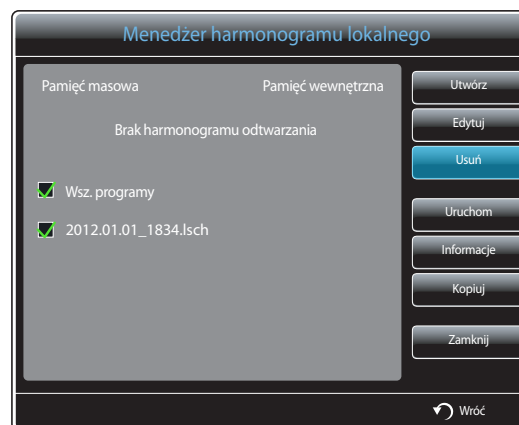 Menedżer harmonogramu lokalnego
Pamięć masowa Pamięć wewnętrzna
Brak harmonogramu odtwarzania
Wsz. programy
2012.01.01_1834.lsch
Utwórz
Edytuj
Usuń
Uruchom
Informacje
Kopiuj
Zamknij
Wróć